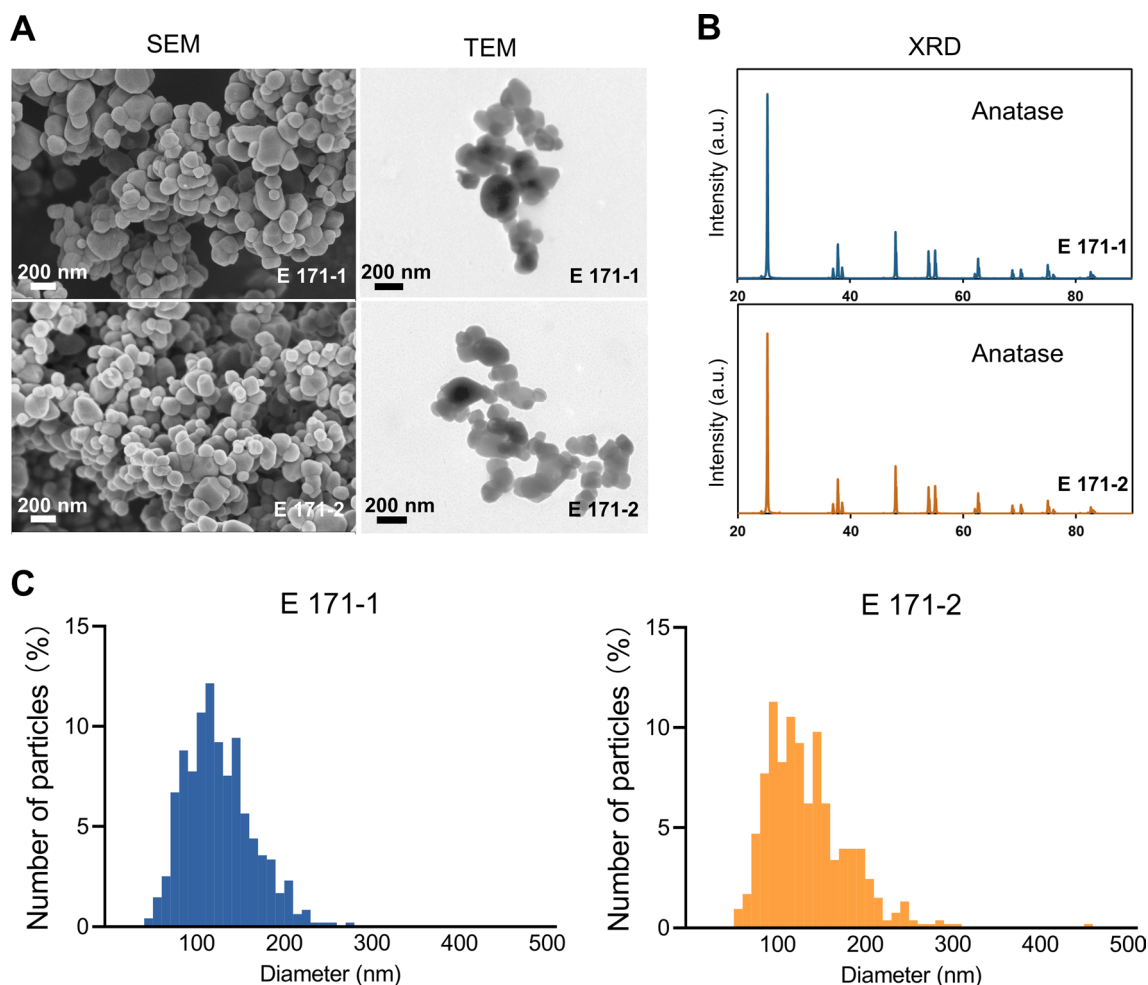 A
SEM
TEM
200 nm
E 171-1
200 nm
E 171-1
200 nm
E 171-2
200 nm
E 171-2
B
XRD
Intensity (a.u.)
Anatase
E 171-1
20 40 60 80
Intensity (a.u.)
Anatase
E 171-2
20 40 60 80
C
E 171-1
Number of particles (%)
15
10
5
0
100 200 300 400 500
Diameter (nm)
E 171-2
Number of particles (%)
15
10
5
0
100 200 300 400 500
Diameter (nm)